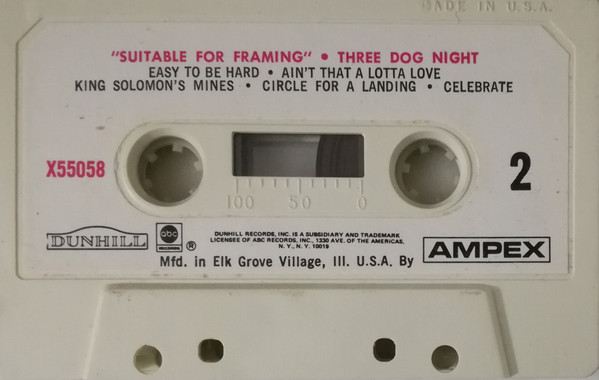 MADE IN U.S.A.
"SUITABLE FOR FRAMING" • THREE DOG NIGHT
EASY TO BE HARD • AIN'T THAT A LOTTA LOVE
KING SOLOMON'S MINES • CIRCLE FOR A LANDING • CELEBRATE
X55058
2
100 50 0
DUNHILL
abc
RECORDS
®
DUNHILL RECORDS, INC. IS A SUBSIDIARY AND TRADEMARK
LICENSEE OF ABC RECORDS, INC., 1330 AVE. OF THE AMERICAS,
N. Y., N. Y. 10019
Mfd. in Elk Grove Village, Ill. U.S.A. By
AMPEX